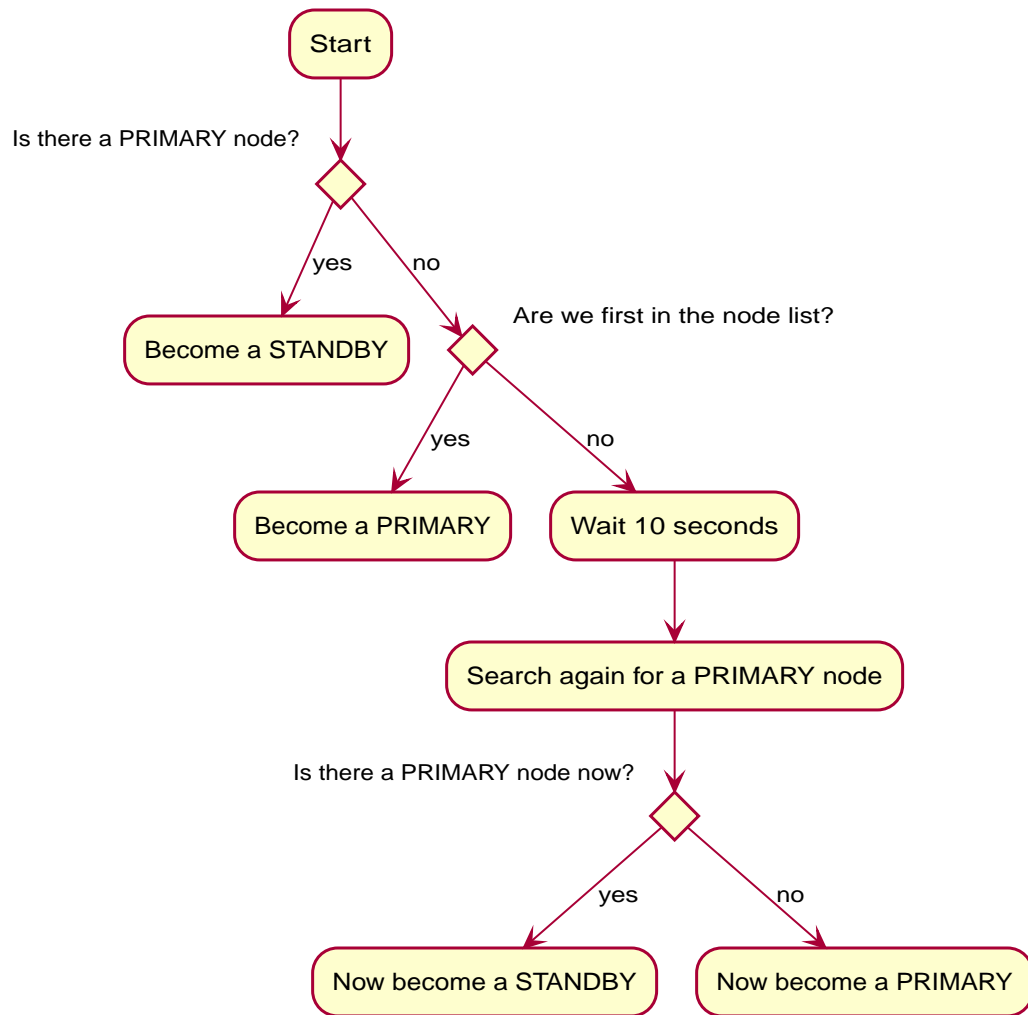 Start
Is there a PRIMARY node?
yes
no
Become a STANDBY
Are we first in the node list?
yes
no
Become a PRIMARY
Wait 10 seconds
Search again for a PRIMARY node
Is there a PRIMARY node now?
yes
no
Now become a STANDBY
Now become a PRIMARY